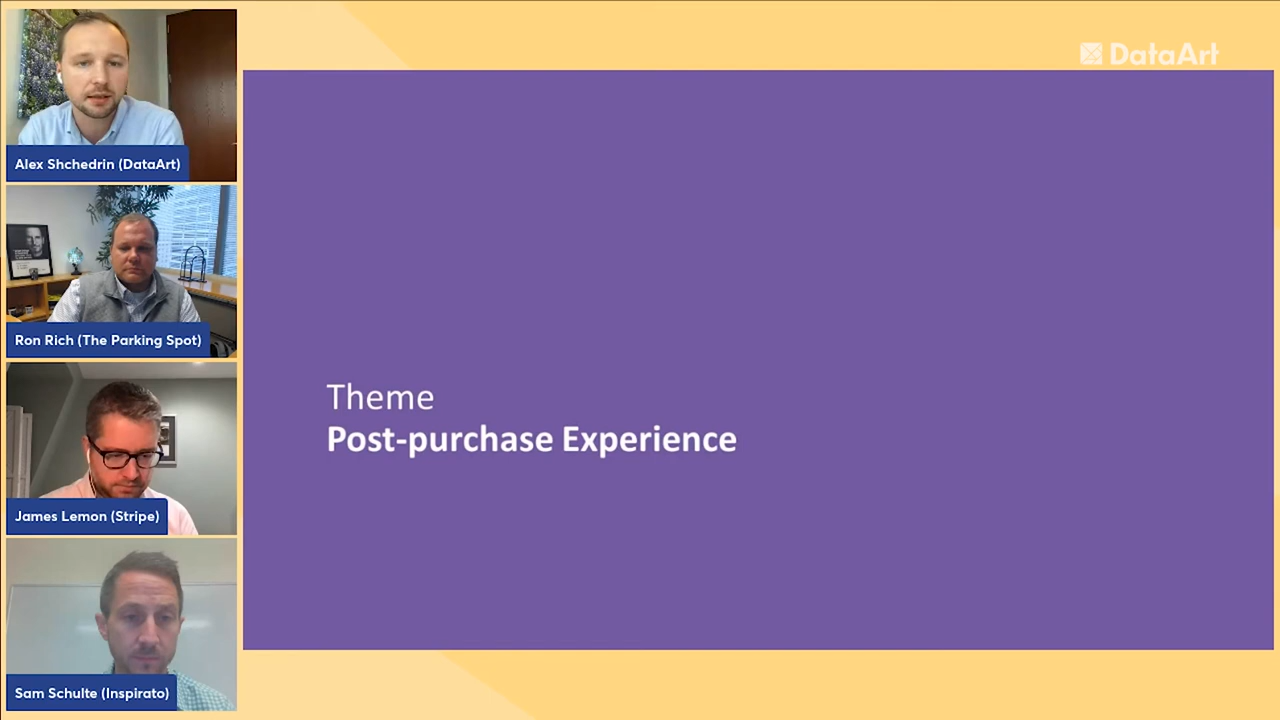 DataArt
Alex Shchedrin (DataArt)
Ron Rich (The Parking Spot)
James Lemon (Stripe)
Sam Schulte (Inspirato)
Theme
Post-purchase Experience